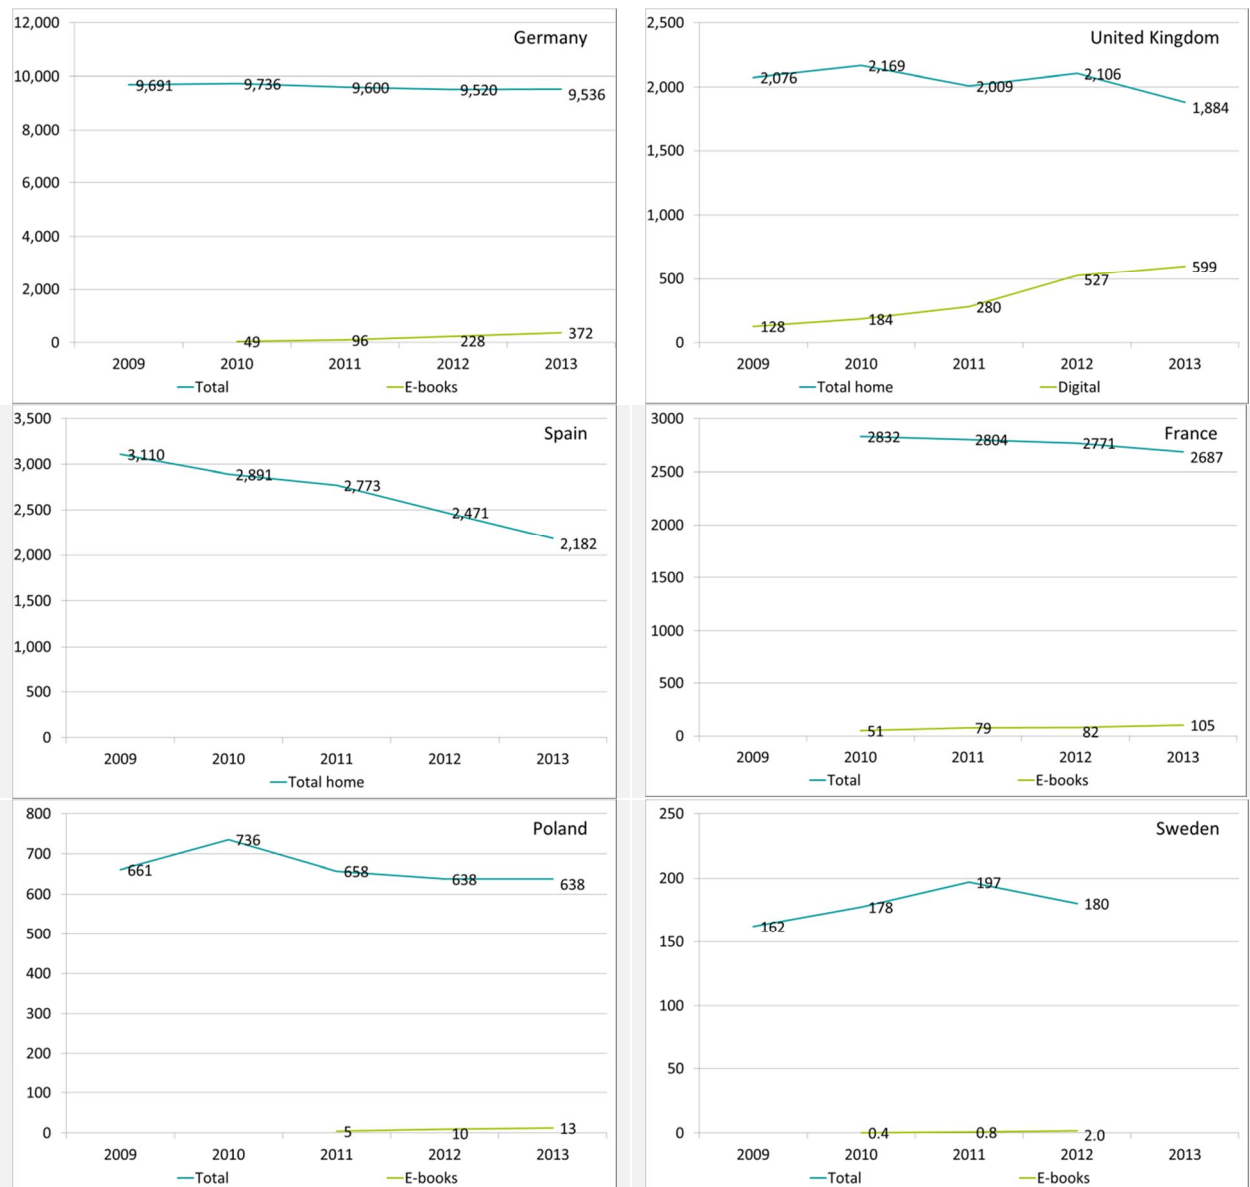 Germany
12,000
10,000
8,000
6,000
4,000
2,000
0
9,691 9,736 9,600 9,520 9,536
49 96 228 372
2009 2010 2011 2012 2013
Total E-books
United Kingdom
2,500
2,000
1,500
1,000
500
0
2,076 2,169 2,009 2,106 1,884
128 184 280 527 599
2009 2010 2011 2012 2013
Total home Digital
Spain
3,500
3,000
2,500
2,000
1,500
1,000
500
0
3,110 2,891 2,773 2,471 2,182
2009 2010 2011 2012 2013
Total home
France
3000
2500
2000
1500
1000
500
0
2832 2804 2771 2687
51 79 82 105
2009 2010 2011 2012 2013
Total E-books
Poland
800
700
600
500
400
300
200
100
0
661 736 658 638 638
5 10 13
2009 2010 2011 2012 2013
Total E-books
Sweden
250
200
150
100
50
0
162 178 197 180
0.4 0.8 2.0
2009 2010 2011 2012 2013
Total E-books